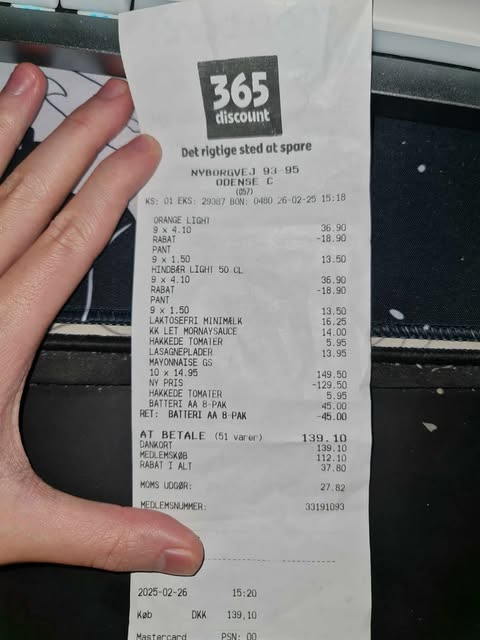 365
discount
Det rigtige sted at spare
NYBORGVEJ 93-95
ODENSE C
(057)
KS: 01 EKS: 29387 BON: 0480 26-02-25 15:18
ORANGE LIGHT
9 x 4.10 36.90
RABAT -18.90
PANT
9 x 1.50 13.50
HINDBÆR LIGHT 50 CL
9 x 4.10 36.90
RABAT -18.90
PANT
9 x 1.50 13.50
LAKTOSEFRI MINIMÆLK 16.25
KK LET MORNAYSAUCE 14.00
HAKKEDE TOMATER 5.95
LASAGNEPLADER 13.95
MAYONNAISE GS
10 x 14.95 149.50
NY PRIS -129.50
HAKKEDE TOMATER 5.95
BATTERI AA 8-PAK 45.00
RET: BATTERI AA 8-PAK -45.00
AT BETALE (51 varer) 139.10
DANKORT 139.10
MEDLEMSKØB 112.10
RABAT I ALT 37.80
MOMS UDGØR: 27.82
MEDLEMSNUMMER: 33191093
2025-02-26 15:20
Køb DKK 139,10
Mastercard PSN: 00